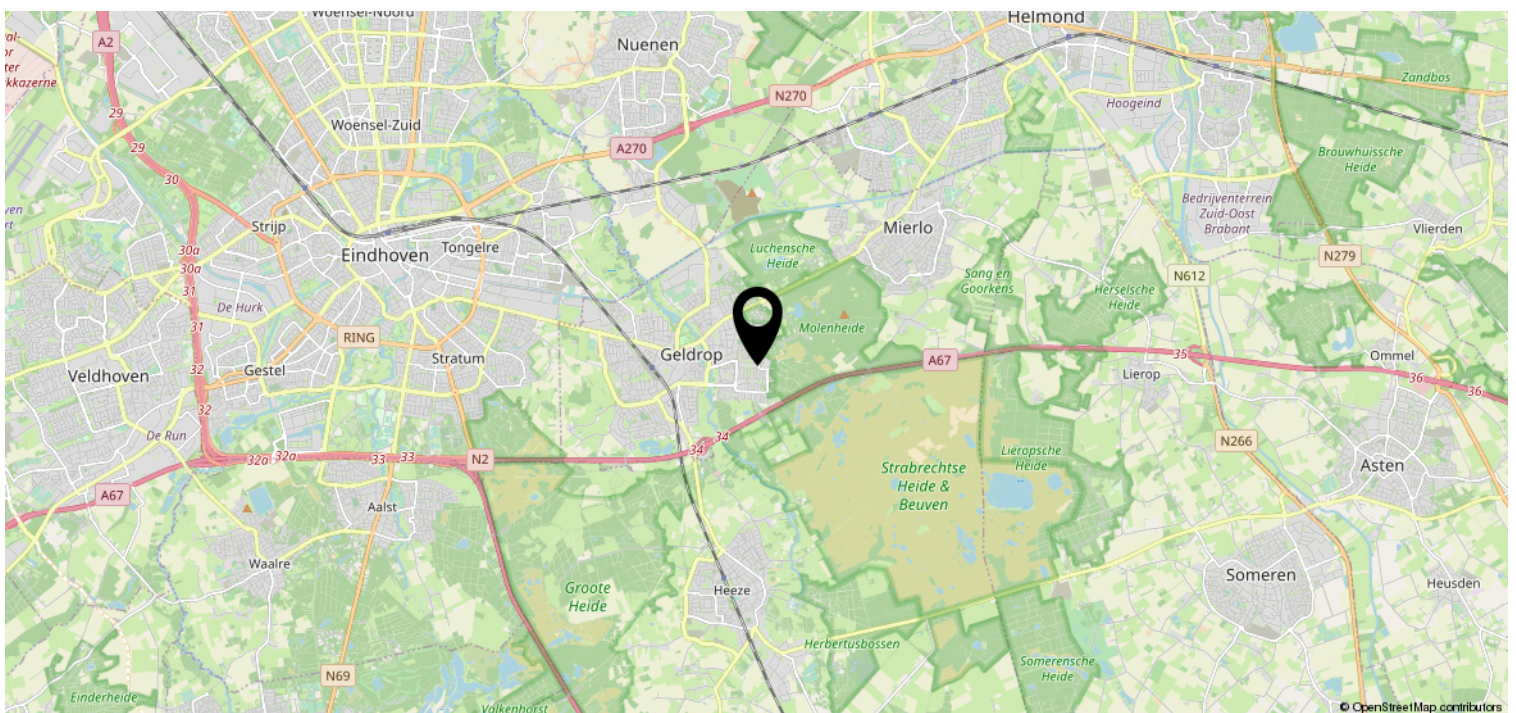 Woensel-Noord
Helmond
A2
Nuenen
Zandbos
N270
Hoogeind
29
Woensel-Zuid
A270
29
Brouwhuissche
Heide
30
Bedrijventerrein
Zuid-Oost
Brabant
Strijp
Mierlo
Vlierden
Tongelre
30a
Eindhoven
Luchensche
Heide
N279
30a
Sang en
Goorkens
N612
31
Herselsche
Heide
De Hurk
31
Molenheide
RING
Geldrop
A67
35
Ommel
Stratum
32
Gestel
Veldhoven
Lierop
36
36
32
De Run
34
N266
34
32a
32a
33
33
N2
Lieropsche
Heide
Asten
Strabrechtse
Heide &
Beuven
A67
Aalst
Waalre
Someren
Heusden
Groote
Heide
Heeze
Herbertusbossen
N69
Somerensche
Heide
Einderheide
Valkenhorst
© OpenStreetMap contributors